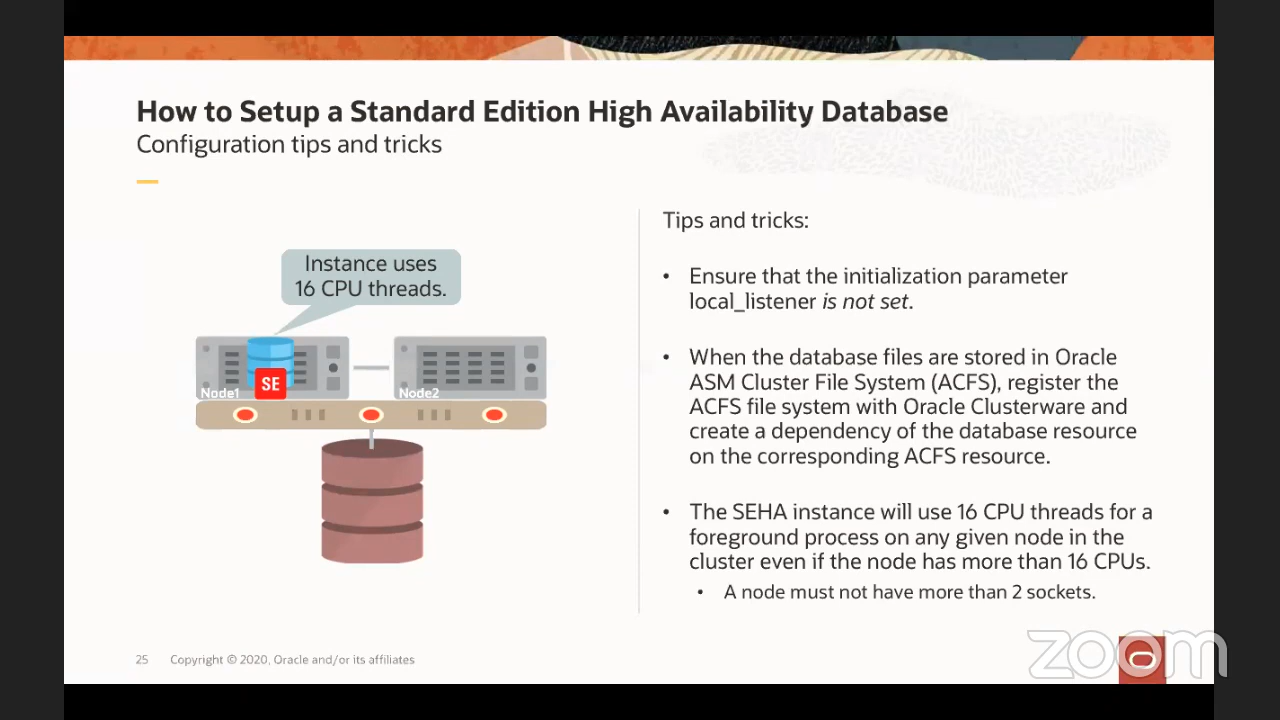 How to Setup a Standard Edition High Availability Database
Configuration tips and tricks
Instance uses
16 CPU threads.
SE
Node1
Node2
Tips and tricks:
• Ensure that the initialization parameter
local_listener is not set.
• When the database files are stored in Oracle
ASM Cluster File System (ACFS), register the
ACFS file system with Oracle Clusterware and
create a dependency of the database resource
on the corresponding ACFS resource.
• The SEHA instance will use 16 CPU threads for a
foreground process on any given node in the
cluster even if the node has more than 16 CPUs.
• A node must not have more than 2 sockets.
25 Copyright © 2020, Oracle and/or its affiliates
zoom